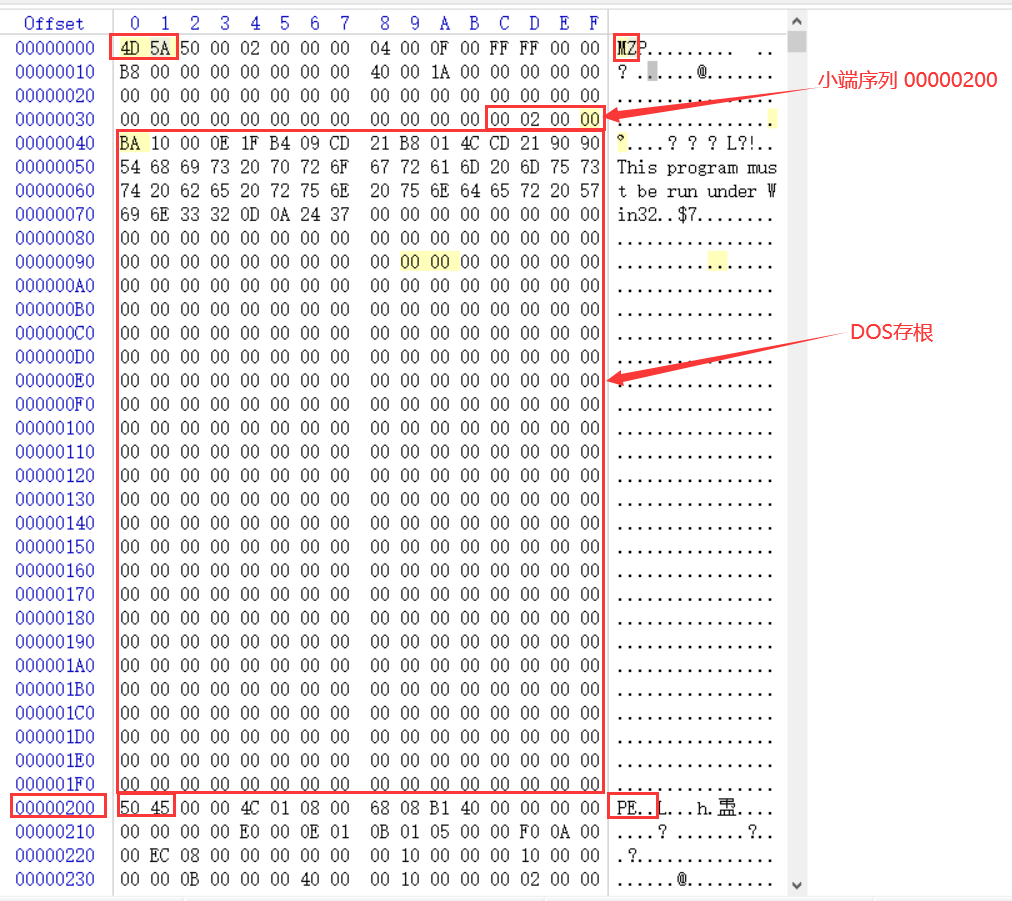 Offset 0 1 2 3 4 5 6 7 8 9 A B C D E F
00000000 4D 5A 50 00 02 00 00 00 04 00 0F 00 FF FF 00 00 MZP......... ..
00000010 B8 00 00 00 00 00 00 00 40 00 1A 00 00 00 00 00 ? ......@.......
小端序列 00000200
00000020 00 00 00 00 00 00 00 00 00 00 00 00 00 00 00 00 ................
00000030 00 00 00 00 00 00 00 00 00 00 00 00 00 02 00 00 ................
00000040 BA 10 00 0E 1F B4 09 CD 21 B8 01 4C CD 21 90 90 °....? ? ? L?!..
00000050 54 68 69 73 20 70 72 6F 67 72 61 6D 20 6D 75 73 This program mus
00000060 74 20 62 65 20 72 75 6E 20 75 6E 64 65 72 20 57 t be run under W
00000070 69 6E 33 32 0D 0A 24 37 00 00 00 00 00 00 00 00 in32..$7........
00000080 00 00 00 00 00 00 00 00 00 00 00 00 00 00 00 00 ................
00000090 00 00 00 00 00 00 00 00 00 00 00 00 00 00 00 00 ................
000000A0 00 00 00 00 00 00 00 00 00 00 00 00 00 00 00 00 ................
000000B0 00 00 00 00 00 00 00 00 00 00 00 00 00 00 00 00 ................
000000C0 00 00 00 00 00 00 00 00 00 00 00 00 00 00 00 00 ................
DOS存根
000000D0 00 00 00 00 00 00 00 00 00 00 00 00 00 00 00 00 ................
000000E0 00 00 00 00 00 00 00 00 00 00 00 00 00 00 00 00 ................
000000F0 00 00 00 00 00 00 00 00 00 00 00 00 00 00 00 00 ................
00000100 00 00 00 00 00 00 00 00 00 00 00 00 00 00 00 00 ................
00000110 00 00 00 00 00 00 00 00 00 00 00 00 00 00 00 00 ................
00000120 00 00 00 00 00 00 00 00 00 00 00 00 00 00 00 00 ................
00000130 00 00 00 00 00 00 00 00 00 00 00 00 00 00 00 00 ................
00000140 00 00 00 00 00 00 00 00 00 00 00 00 00 00 00 00 ................
00000150 00 00 00 00 00 00 00 00 00 00 00 00 00 00 00 00 ................
00000160 00 00 00 00 00 00 00 00 00 00 00 00 00 00 00 00 ................
00000170 00 00 00 00 00 00 00 00 00 00 00 00 00 00 00 00 ................
00000180 00 00 00 00 00 00 00 00 00 00 00 00 00 00 00 00 ................
00000190 00 00 00 00 00 00 00 00 00 00 00 00 00 00 00 00 ................
000001A0 00 00 00 00 00 00 00 00 00 00 00 00 00 00 00 00 ................
000001B0 00 00 00 00 00 00 00 00 00 00 00 00 00 00 00 00 ................
000001C0 00 00 00 00 00 00 00 00 00 00 00 00 00 00 00 00 ................
000001D0 00 00 00 00 00 00 00 00 00 00 00 00 00 00 00 00 ................
000001E0 00 00 00 00 00 00 00 00 00 00 00 00 00 00 00 00 ................
000001F0 00 00 00 00 00 00 00 00 00 00 00 00 00 00 00 00 ................
00000200 50 45 00 00 4C 01 08 00 68 08 B1 40 00 00 00 00 PE..L...h.....
00000210 00 00 00 00 E0 00 0E 01 0B 01 05 00 00 F0 0A 00 ....? .......?..
00000220 00 EC 08 00 00 00 00 00 00 10 00 00 00 10 00 00 .?..............
00000230 00 00 0B 00 00 00 40 00 00 10 00 00 00 02 00 00 ......@.........